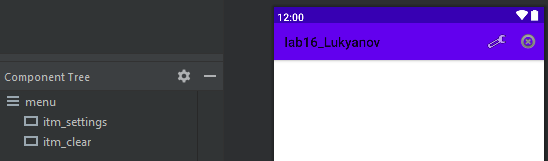 12:00
lab16_Lukyanov
Component Tree
menu
itm_settings
itm_clear